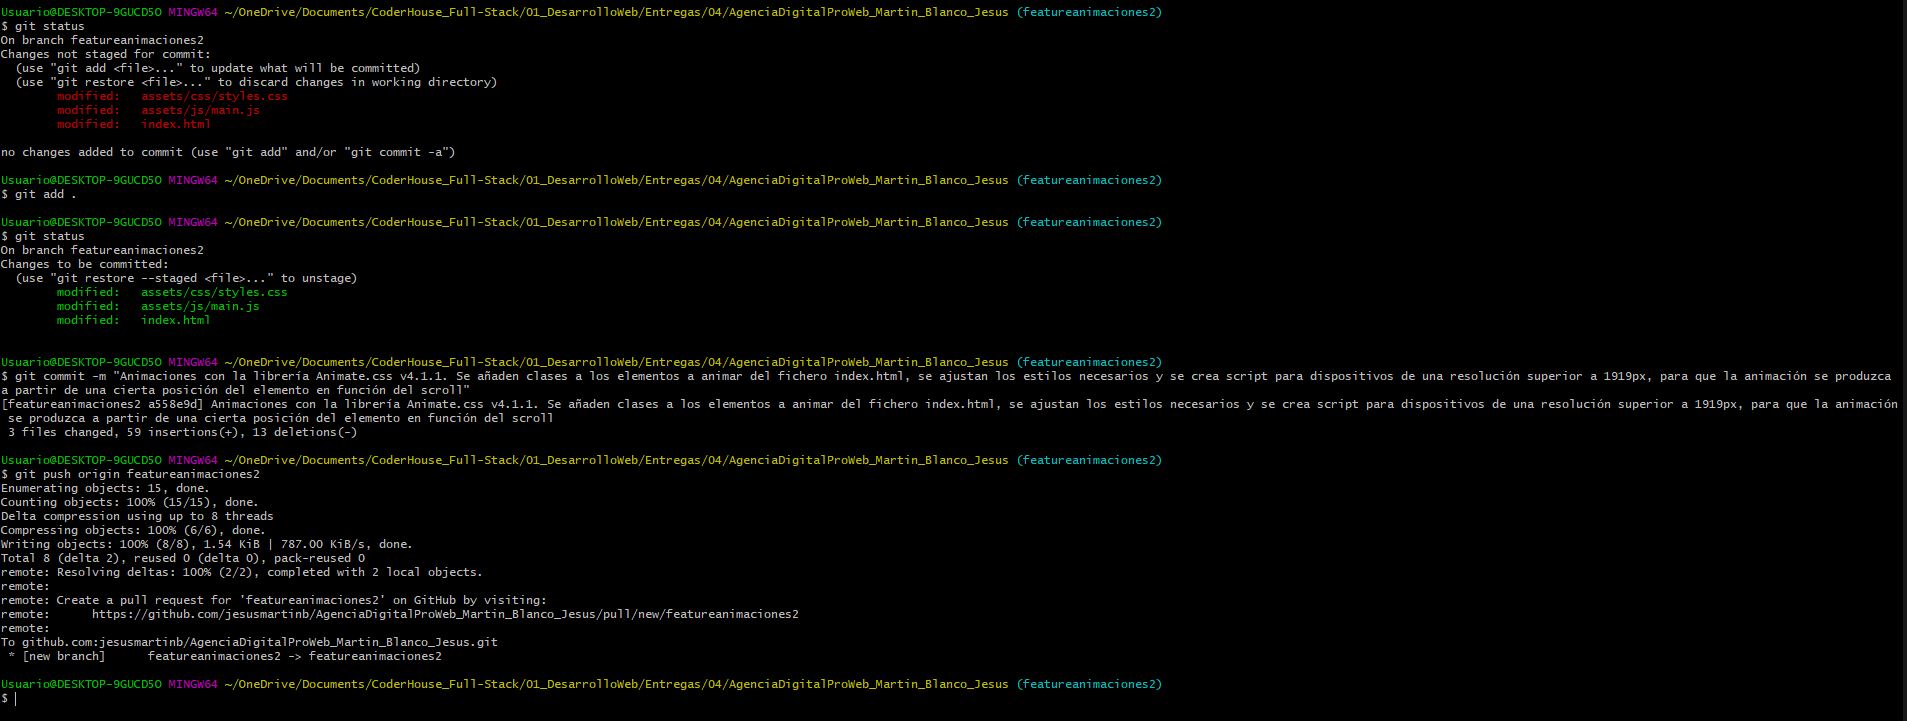 Usuario@DESKTOP-9GUCD5O MINGW64 ~/OneDrive/Documents/CoderHouse_Full-Stack/01_DesarrolloWeb/Entregas/04/AgenciaDigitalProWeb_Martin_Blanco_Jesus (featureanimaciones2)
$ git status
On branch featureanimaciones2
Changes not staged for commit:
  (use "git add <file>..." to update what will be committed)
  (use "git restore <file>..." to discard changes in working directory)
        modified:   assets/css/styles.css
        modified:   assets/js/main.js
        modified:   index.html

no changes added to commit (use "git add" and/or "git commit -a")

Usuario@DESKTOP-9GUCD5O MINGW64 ~/OneDrive/Documents/CoderHouse_Full-Stack/01_DesarrolloWeb/Entregas/04/AgenciaDigitalProWeb_Martin_Blanco_Jesus (featureanimaciones2)
$ git add .

Usuario@DESKTOP-9GUCD5O MINGW64 ~/OneDrive/Documents/CoderHouse_Full-Stack/01_DesarrolloWeb/Entregas/04/AgenciaDigitalProWeb_Martin_Blanco_Jesus (featureanimaciones2)
$ git status
On branch featureanimaciones2
Changes to be committed:
  (use "git restore --staged <file>..." to unstage)
        modified:   assets/css/styles.css
        modified:   assets/js/main.js
        modified:   index.html


Usuario@DESKTOP-9GUCD5O MINGW64 ~/OneDrive/Documents/CoderHouse_Full-Stack/01_DesarrolloWeb/Entregas/04/AgenciaDigitalProWeb_Martin_Blanco_Jesus (featureanimaciones2)
$ git commit -m "Animaciones con la librería Animate.css v4.1.1. Se añaden clases a los elementos a animar del fichero index.html, se ajustan los estilos necesarios y se crea script para dispositivos de una resolución superior a 1919px, para que la animación se produzca
a partir de una cierta posición del elemento en función del scroll"
[featureanimaciones2 a558e9d] Animaciones con la librería Animate.css v4.1.1. Se añaden clases a los elementos a animar del fichero index.html, se ajustan los estilos necesarios y se crea script para dispositivos de una resolución superior a 1919px, para que la animación
 se produzca a partir de una cierta posición del elemento en función del scroll
 3 files changed, 59 insertions(+), 13 deletions(-)

Usuario@DESKTOP-9GUCD5O MINGW64 ~/OneDrive/Documents/CoderHouse_Full-Stack/01_DesarrolloWeb/Entregas/04/AgenciaDigitalProWeb_Martin_Blanco_Jesus (featureanimaciones2)
$ git push origin featureanimaciones2
Enumerating objects: 15, done.
Counting objects: 100% (15/15), done.
Delta compression using up to 8 threads
Compressing objects: 100% (6/6), done.
Writing objects: 100% (8/8), 1.54 KiB | 787.00 KiB/s, done.
Total 8 (delta 2), reused 0 (delta 0), pack-reused 0
remote: Resolving deltas: 100% (2/2), completed with 2 local objects.
remote:
remote: Create a pull request for 'featureanimaciones2' on GitHub by visiting:
remote:      https://github.com/jesusmartinb/AgenciaDigitalProWeb_Martin_Blanco_Jesus/pull/new/featureanimaciones2
remote:
To github.com:jesusmartinb/AgenciaDigitalProWeb_Martin_Blanco_Jesus.git
 * [new branch]      featureanimaciones2 -> featureanimaciones2

Usuario@DESKTOP-9GUCD5O MINGW64 ~/OneDrive/Documents/CoderHouse_Full-Stack/01_DesarrolloWeb/Entregas/04/AgenciaDigitalProWeb_Martin_Blanco_Jesus (featureanimaciones2)
$